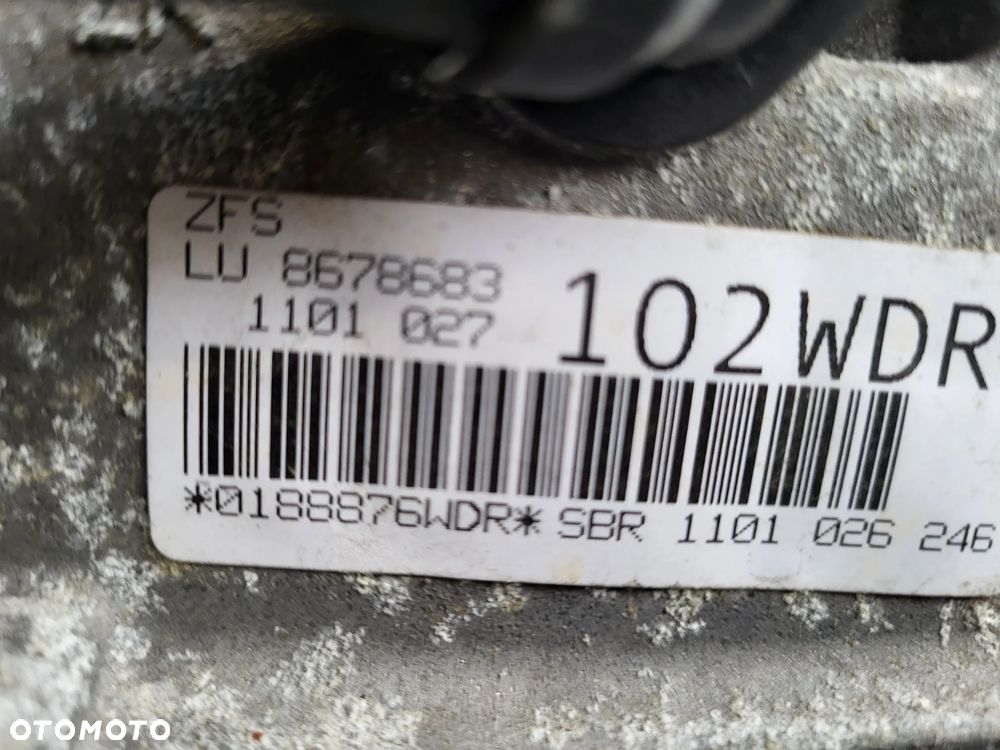 ZFS
LU 8678683
1101 027
102WDR
*0188876WDR* SBR 1101 026 246
OTOMOTO